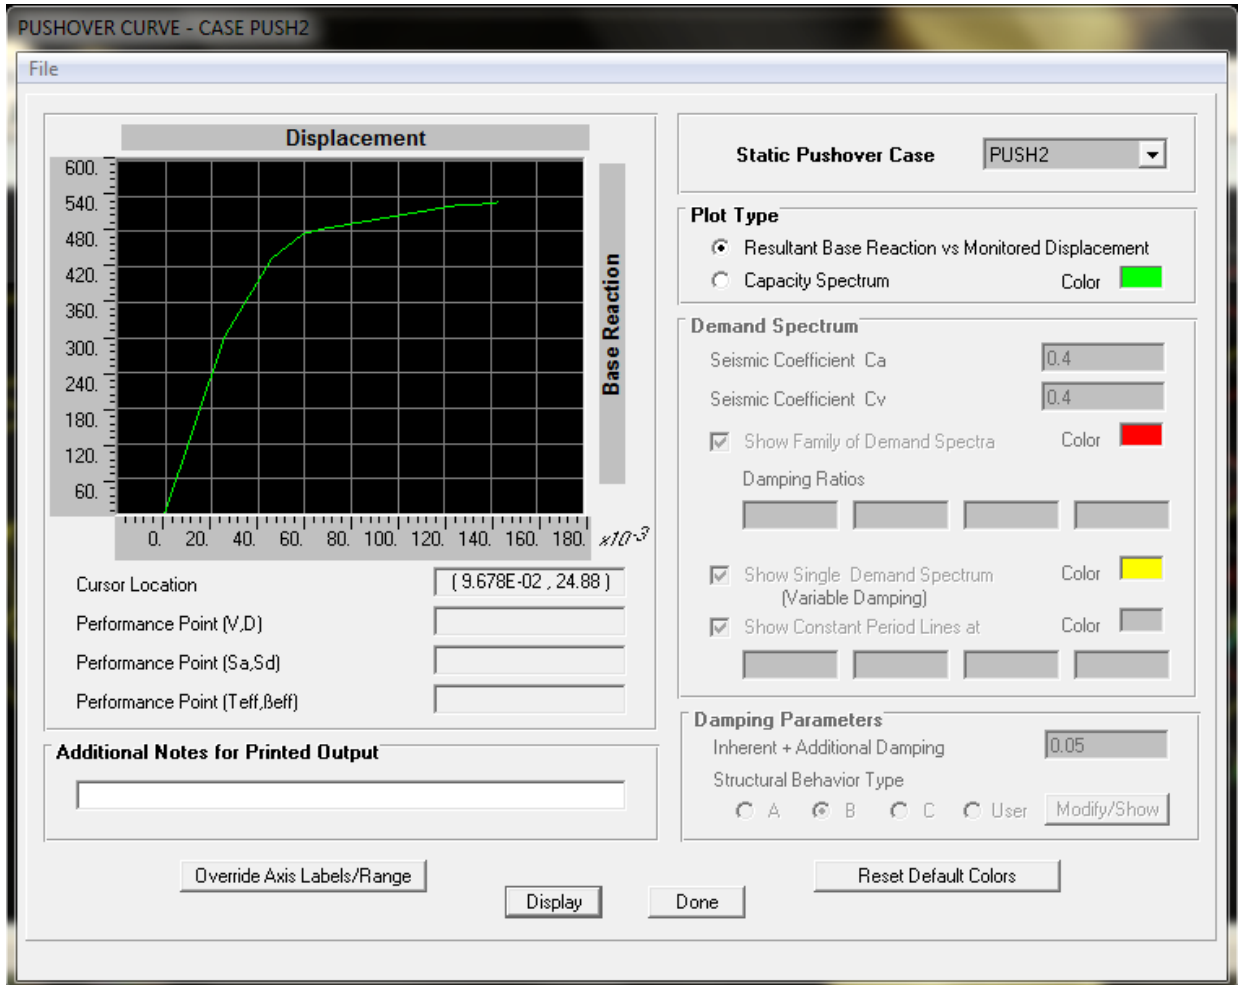 PUSHOVER CURVE - CASE PUSH2
File
Displacement
600.
540.
480.
420.
360.
300.
240.
180.
120.
60.
Base Reaction
0. 20. 40. 60. 80. 100. 120. 140. 160. 180. x10-3
Cursor Location ( 9.678E-02 , 24.88 )
Performance Point (V,D)
Performance Point (Sa,Sd)
Performance Point (Teff,ßeff)
Additional Notes for Printed Output
Static Pushover Case PUSH2
Plot Type
Resultant Base Reaction vs Monitored Displacement
Capacity Spectrum Color
Demand Spectrum
Seismic Coefficient Ca 0.4
Seismic Coefficient Cv 0.4
Show Family of Demand Spectra Color
Damping Ratios
Show Single Demand Spectrum Color
(Variable Damping)
Show Constant Period Lines at Color
Damping Parameters
Inherent + Additional Damping 0.05
Structural Behavior Type
A B C User Modify/Show
Override Axis Labels/Range
Reset Default Colors
Display Done